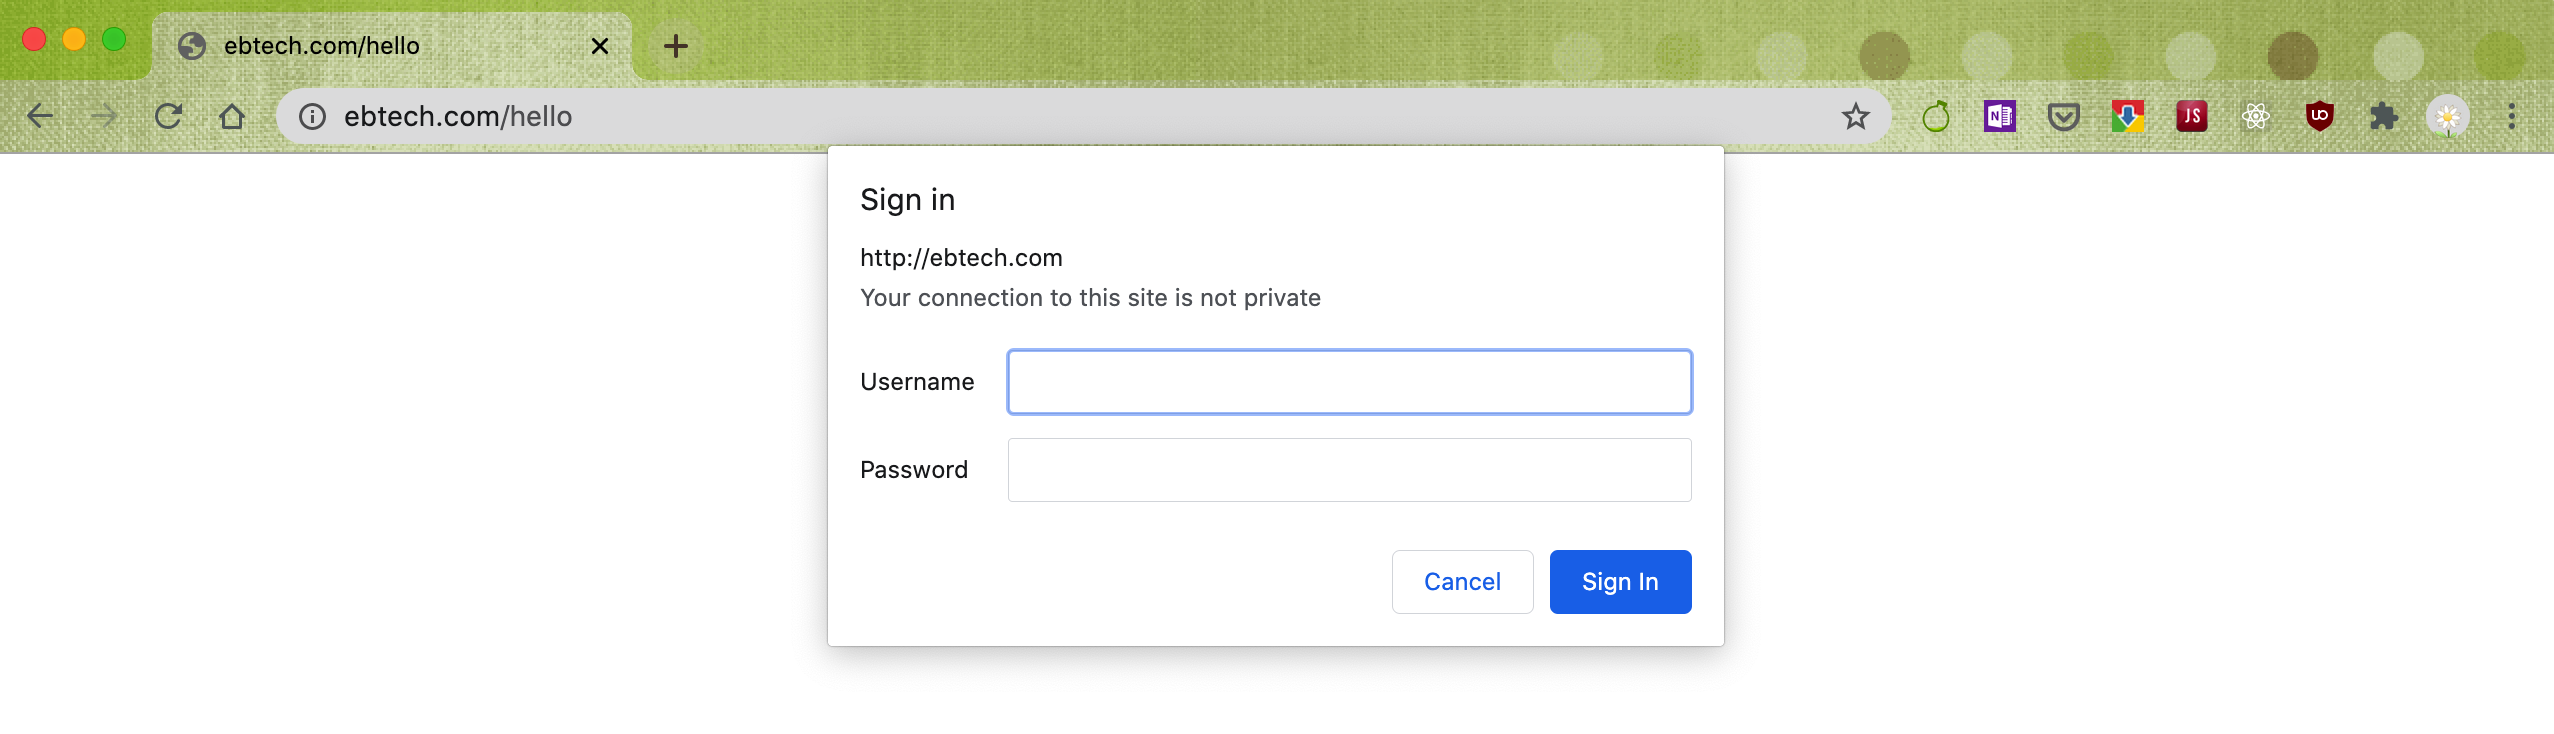 ebtech.com/hello
ebtech.com/hello
N
JS
UO
Sign in
http://ebtech.com
Your connection to this site is not private
Username
Password
Cancel
Sign In